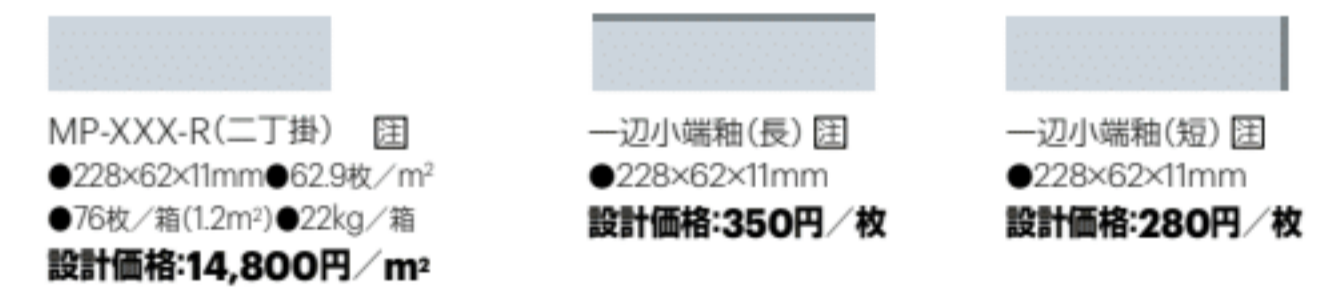 MP-XXX-R(二丁掛) 注
●228×62×11mm●62.9枚／m²
●76枚／箱(1.2m²)●22kg／箱
設計価格:14,800円／m²
一辺小端釉(長) 注
●228×62×11mm
設計価格:350円／枚
一辺小端釉(短) 注
●228×62×11mm
設計価格:280円／枚